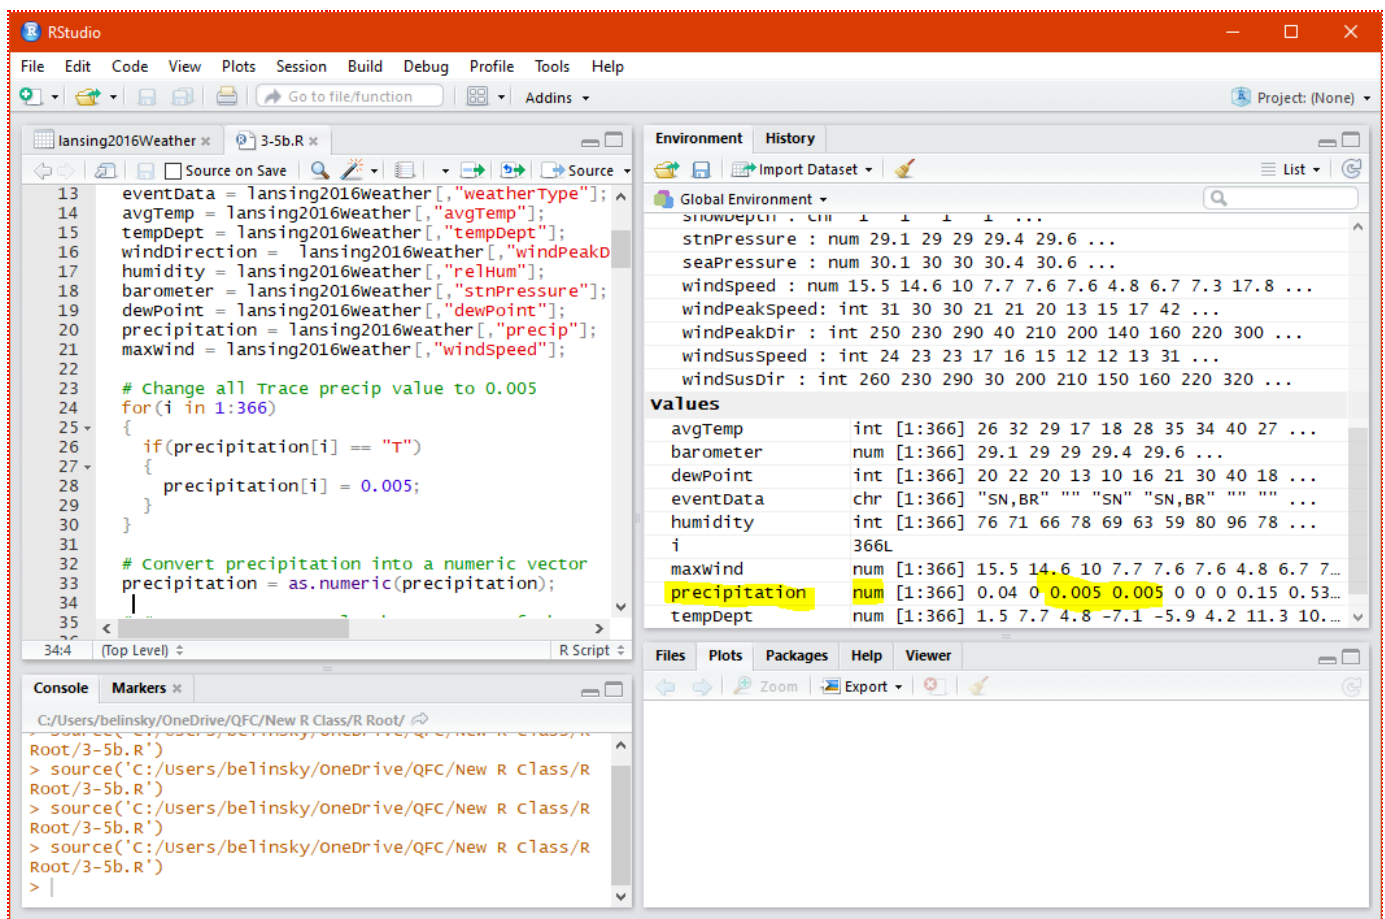 RStudio
File Edit Code View Plots Session Build Debug Profile Tools Help
Go to file/function Addins Project: (None)
lansing2016Weather 3-5b.R
Source on Save Source
13 eventData = lansing2016Weather[,"weatherType"];
14 avgTemp = lansing2016Weather[,"avgTemp"];
15 tempDept = lansing2016Weather[,"tempDept"];
16 windDirection =  lansing2016Weather[,"windPeakD
17 humidity = lansing2016Weather[,"relHum"];
18 barometer = lansing2016Weather[,"stnPressure"];
19 dewPoint = lansing2016Weather[,"dewPoint"];
20 precipitation = lansing2016Weather[,"precip"];
21 maxWind = lansing2016Weather[,"windSpeed"];
22
23 # Change all Trace precip value to 0.005
24 for(i in 1:366)
25 {
26 if(precipitation[i] == "T")
27 {
28 precipitation[i] = 0.005;
29 }
30 }
31
32 # Convert precipitation into a numeric vector
33 precipitation = as.numeric(precipitation);
34
35
34:4 (Top Level) R Script
Console Markers
C:/Users/belinsky/OneDrive/QFC/New R Class/R Root/
> source('C:/Users/belinsky/OneDrive/QFC/New R Class/R
Root/3-5b.R')
> source('C:/Users/belinsky/OneDrive/QFC/New R Class/R
Root/3-5b.R')
> source('C:/Users/belinsky/OneDrive/QFC/New R Class/R
Root/3-5b.R')
> source('C:/Users/belinsky/OneDrive/QFC/New R Class/R
Root/3-5b.R')
>
Environment History
Import Dataset List
Global Environment
snowDepth : chr 1 1 1 1 ...
stnPressure : num 29.1 29 29 29.4 29.6 ...
seaPressure : num 30.1 30 30 30.4 30.6 ...
windSpeed : num 15.5 14.6 10 7.7 7.6 7.6 4.8 6.7 7.3 17.8 ...
windPeakSpeed: int 31 30 30 21 21 20 13 15 17 42 ...
windPeakDir : int 250 230 290 40 210 200 140 160 220 300 ...
windSusSpeed : int 24 23 23 17 16 15 12 12 13 31 ...
windSusDir : int 260 230 290 30 200 210 150 160 220 320 ...
Values
avgTemp int [1:366] 26 32 29 17 18 28 35 34 40 27 ...
barometer num [1:366] 29.1 29 29 29.4 29.6 ...
dewPoint int [1:366] 20 22 20 13 10 16 21 30 40 18 ...
eventData chr [1:366] "SN,BR" "" "SN" "SN,BR" "" "" ...
humidity int [1:366] 76 71 66 78 69 63 59 80 96 78 ...
i 366L
maxWind num [1:366] 15.5 14.6 10 7.7 7.6 7.6 4.8 6.7 7...
precipitation num [1:366] 0.04 0 0.005 0.005 0 0 0 0.15 0.53...
tempDept num [1:366] 1.5 7.7 4.8 -7.1 -5.9 4.2 11.3 10....
Files Plots Packages Help Viewer
Zoom Export